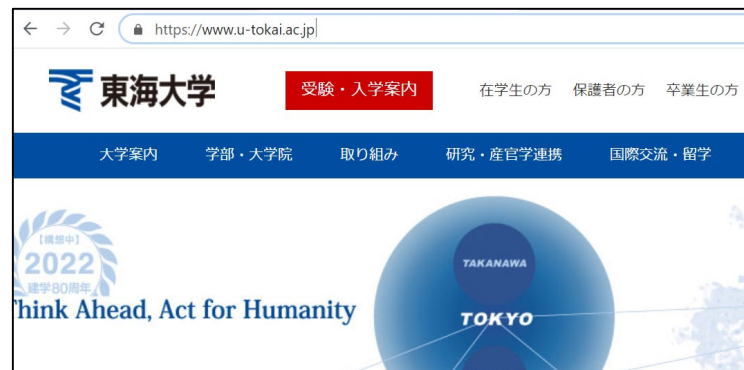 https://www.u-tokai.ac.jp
東海大学
受験・入学案内
在学生の方 保護者の方 卒業生の方
大学案内 学部・大学院 取り組み 研究・産官学連携 国際交流・留学
【構想中】
2022
建学80周年
Think Ahead, Act for Humanity
TAKANAWA
TOKYO